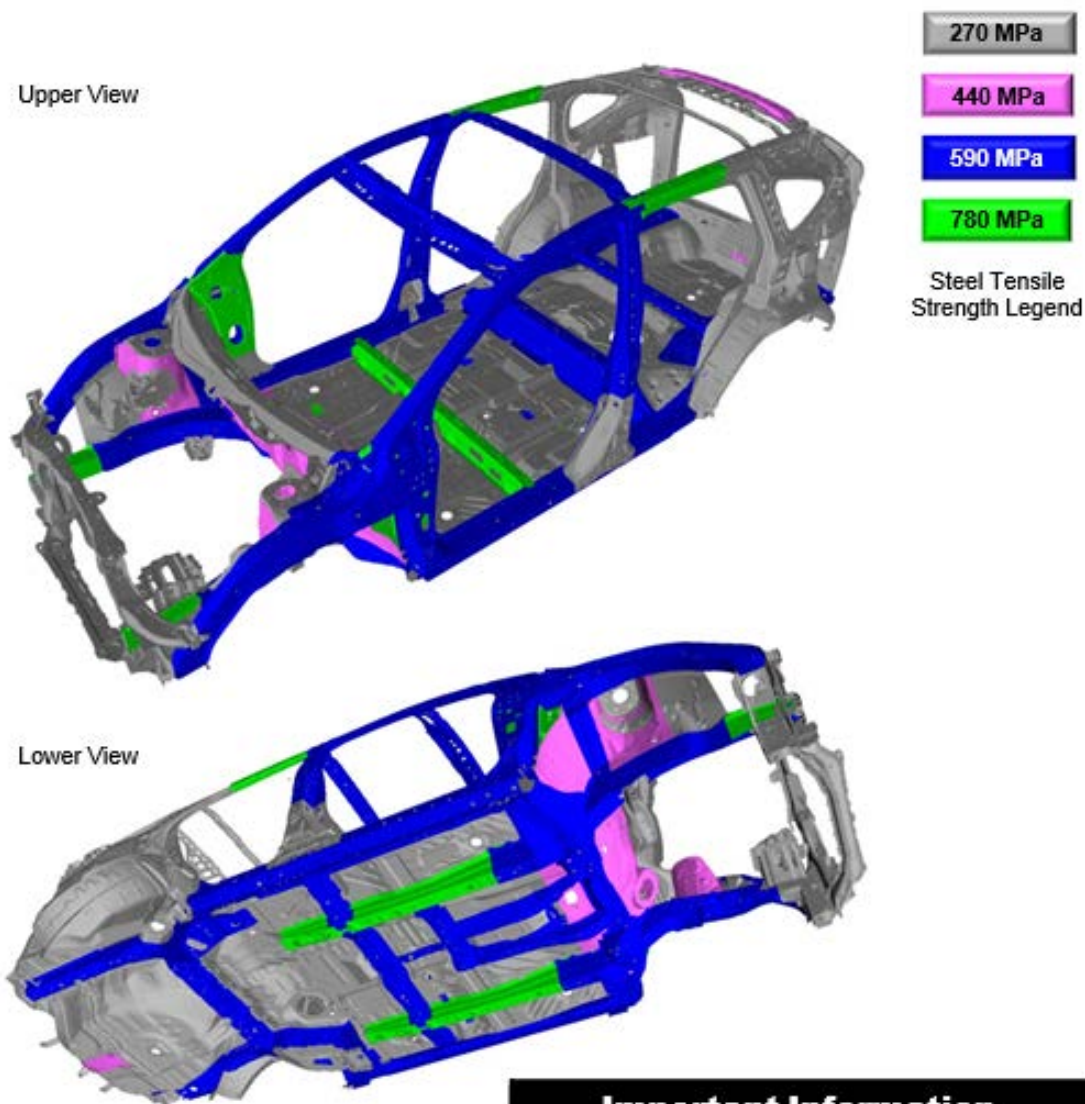 Upper View
270 MPa
440 MPa
590 MPa
780 MPa
Steel Tensile
Strength Legend
Lower View
Important Information